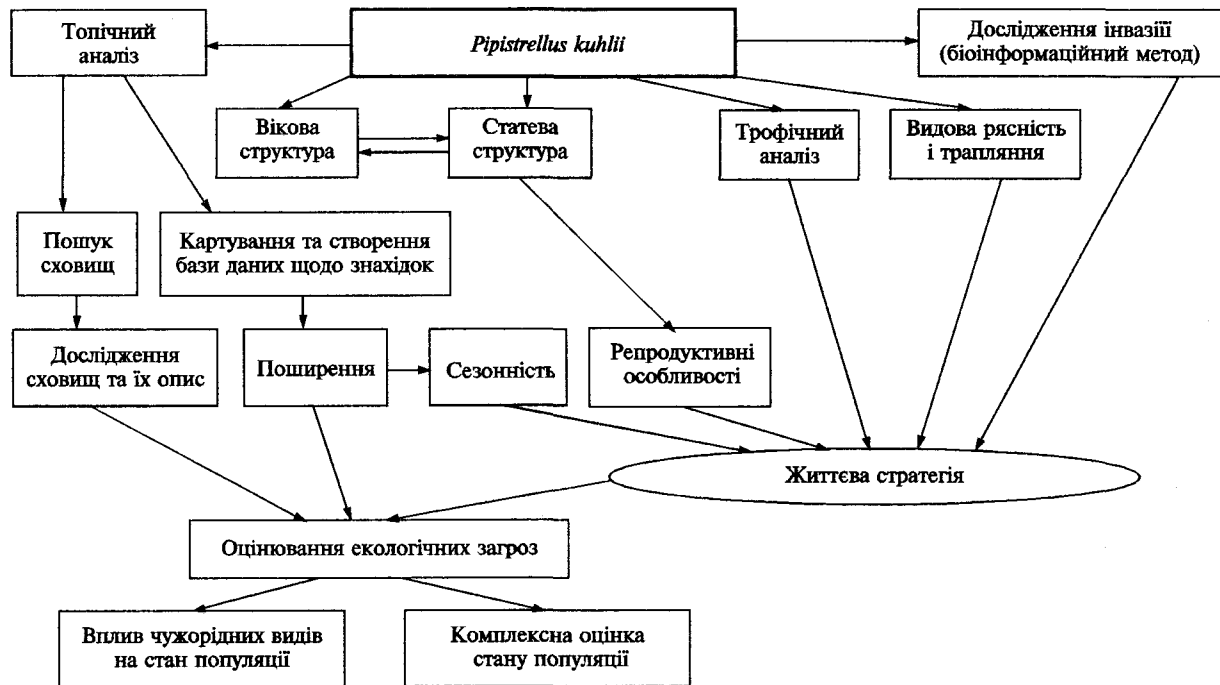 Топічний
аналіз
Pipistrellus kuhlii
Дослідження інвазіїї
(біоінформаційний метод)
Вікова
структура
Статева
структура
Трофічний
аналіз
Видова рясність
і трапляння
Пошук
сховищ
Картування та створення
бази даних щодо знахідок
Дослідження
сховищ та їх опис
Поширення
Сезонність
Репродуктивні
особливості
Життєва стратегія
Оцінювання екологічних загроз
Вплив чужорідних видів
на стан популяції
Комплексна оцінка
стану популяції